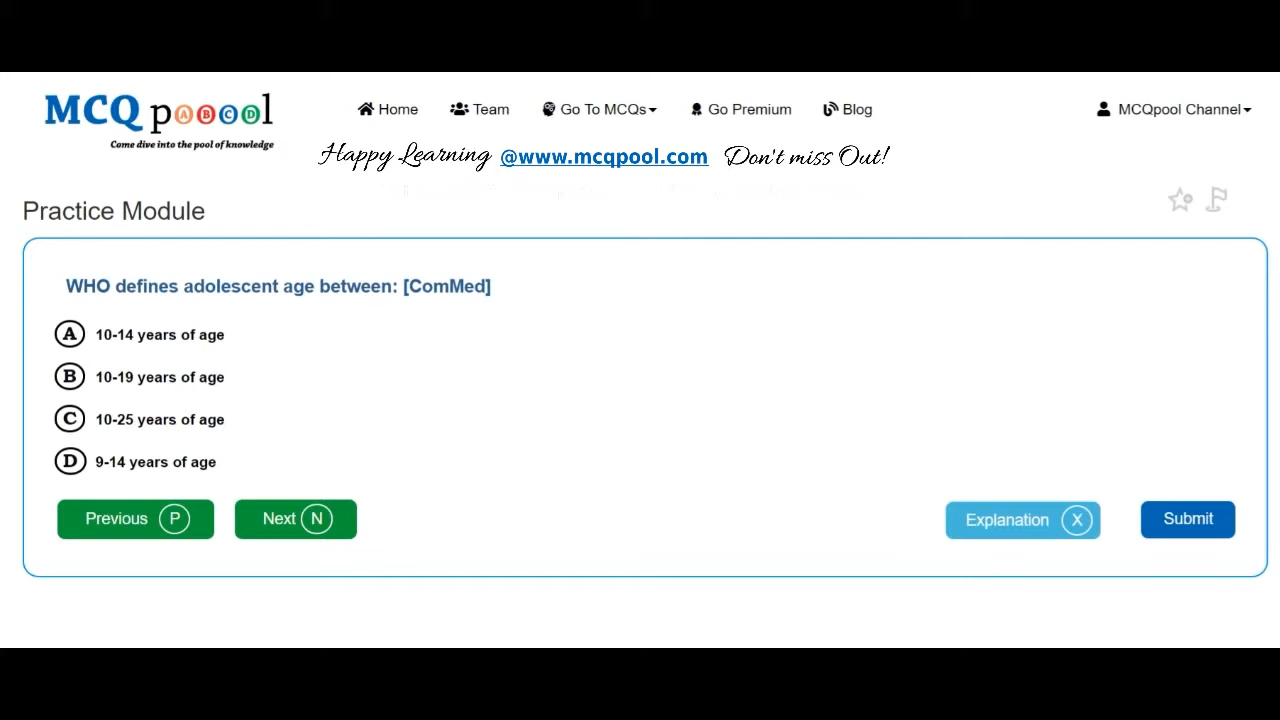 MCQ pooool
A B C D
Come dive into the pool of knowledge
Home Team Go To MCQs Go Premium Blog MCQpool Channel
Happy Learning @www.mcqpool.com Don't miss Out!
Practice Module
WHO defines adolescent age between: [ComMed]
A 10-14 years of age
B 10-19 years of age
C 10-25 years of age
D 9-14 years of age
Previous P Next N Explanation X Submit